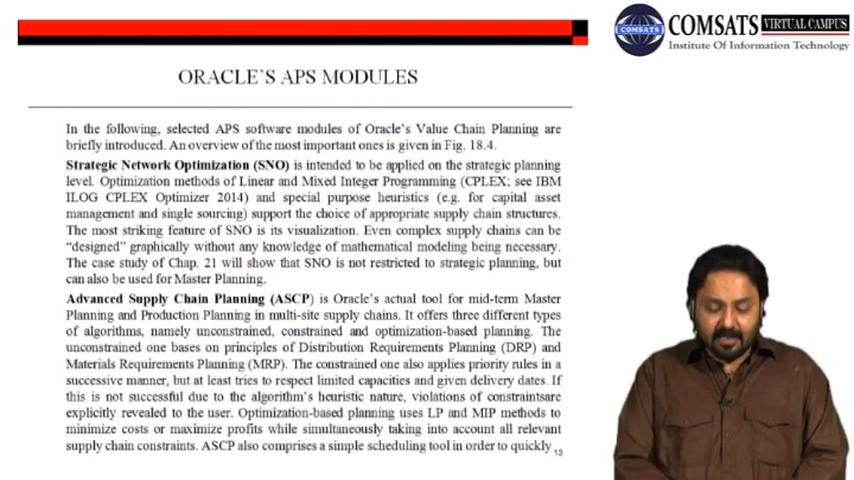 COMSATS
COMSATS VIRTUAL CAMPUS
Institute Of Information Technology
ORACLE'S APS MODULES
In the following, selected APS software modules of Oracle's Value Chain Planning are
briefly introduced. An overview of the most important ones is given in Fig. 18.4.
Strategic Network Optimization (SNO) is intended to be applied on the strategic planning
level. Optimization methods of Linear and Mixed Integer Programming (CPLEX; see IBM
ILOG CPLEX Optimizer 2014) and special purpose heuristics (e.g. for capital asset
management and single sourcing) support the choice of appropriate supply chain structures.
The most striking feature of SNO is its visualization. Even complex supply chains can be
"designed" graphically without any knowledge of mathematical modeling being necessary.
The case study of Chap. 21 will show that SNO is not restricted to strategic planning, but
can also be used for Master Planning.
Advanced Supply Chain Planning (ASCP) is Oracle's actual tool for mid-term Master
Planning and Production Planning in multi-site supply chains. It offers three different types
of algorithms, namely unconstrained, constrained and optimization-based planning. The
unconstrained one bases on principles of Distribution Requirements Planning (DRP) and
Materials Requirements Planning (MRP). The constrained one also applies priority rules in a
successive manner, but at least tries to respect limited capacities and given delivery dates. If
this is not successful due to the algorithm's heuristic nature, violations of constraintsare
explicitly revealed to the user. Optimization-based planning uses LP and MIP methods to
minimize costs or maximize profits while simultaneously taking into account all relevant
supply chain constraints. ASCP also comprises a simple scheduling tool in order to quickly
13